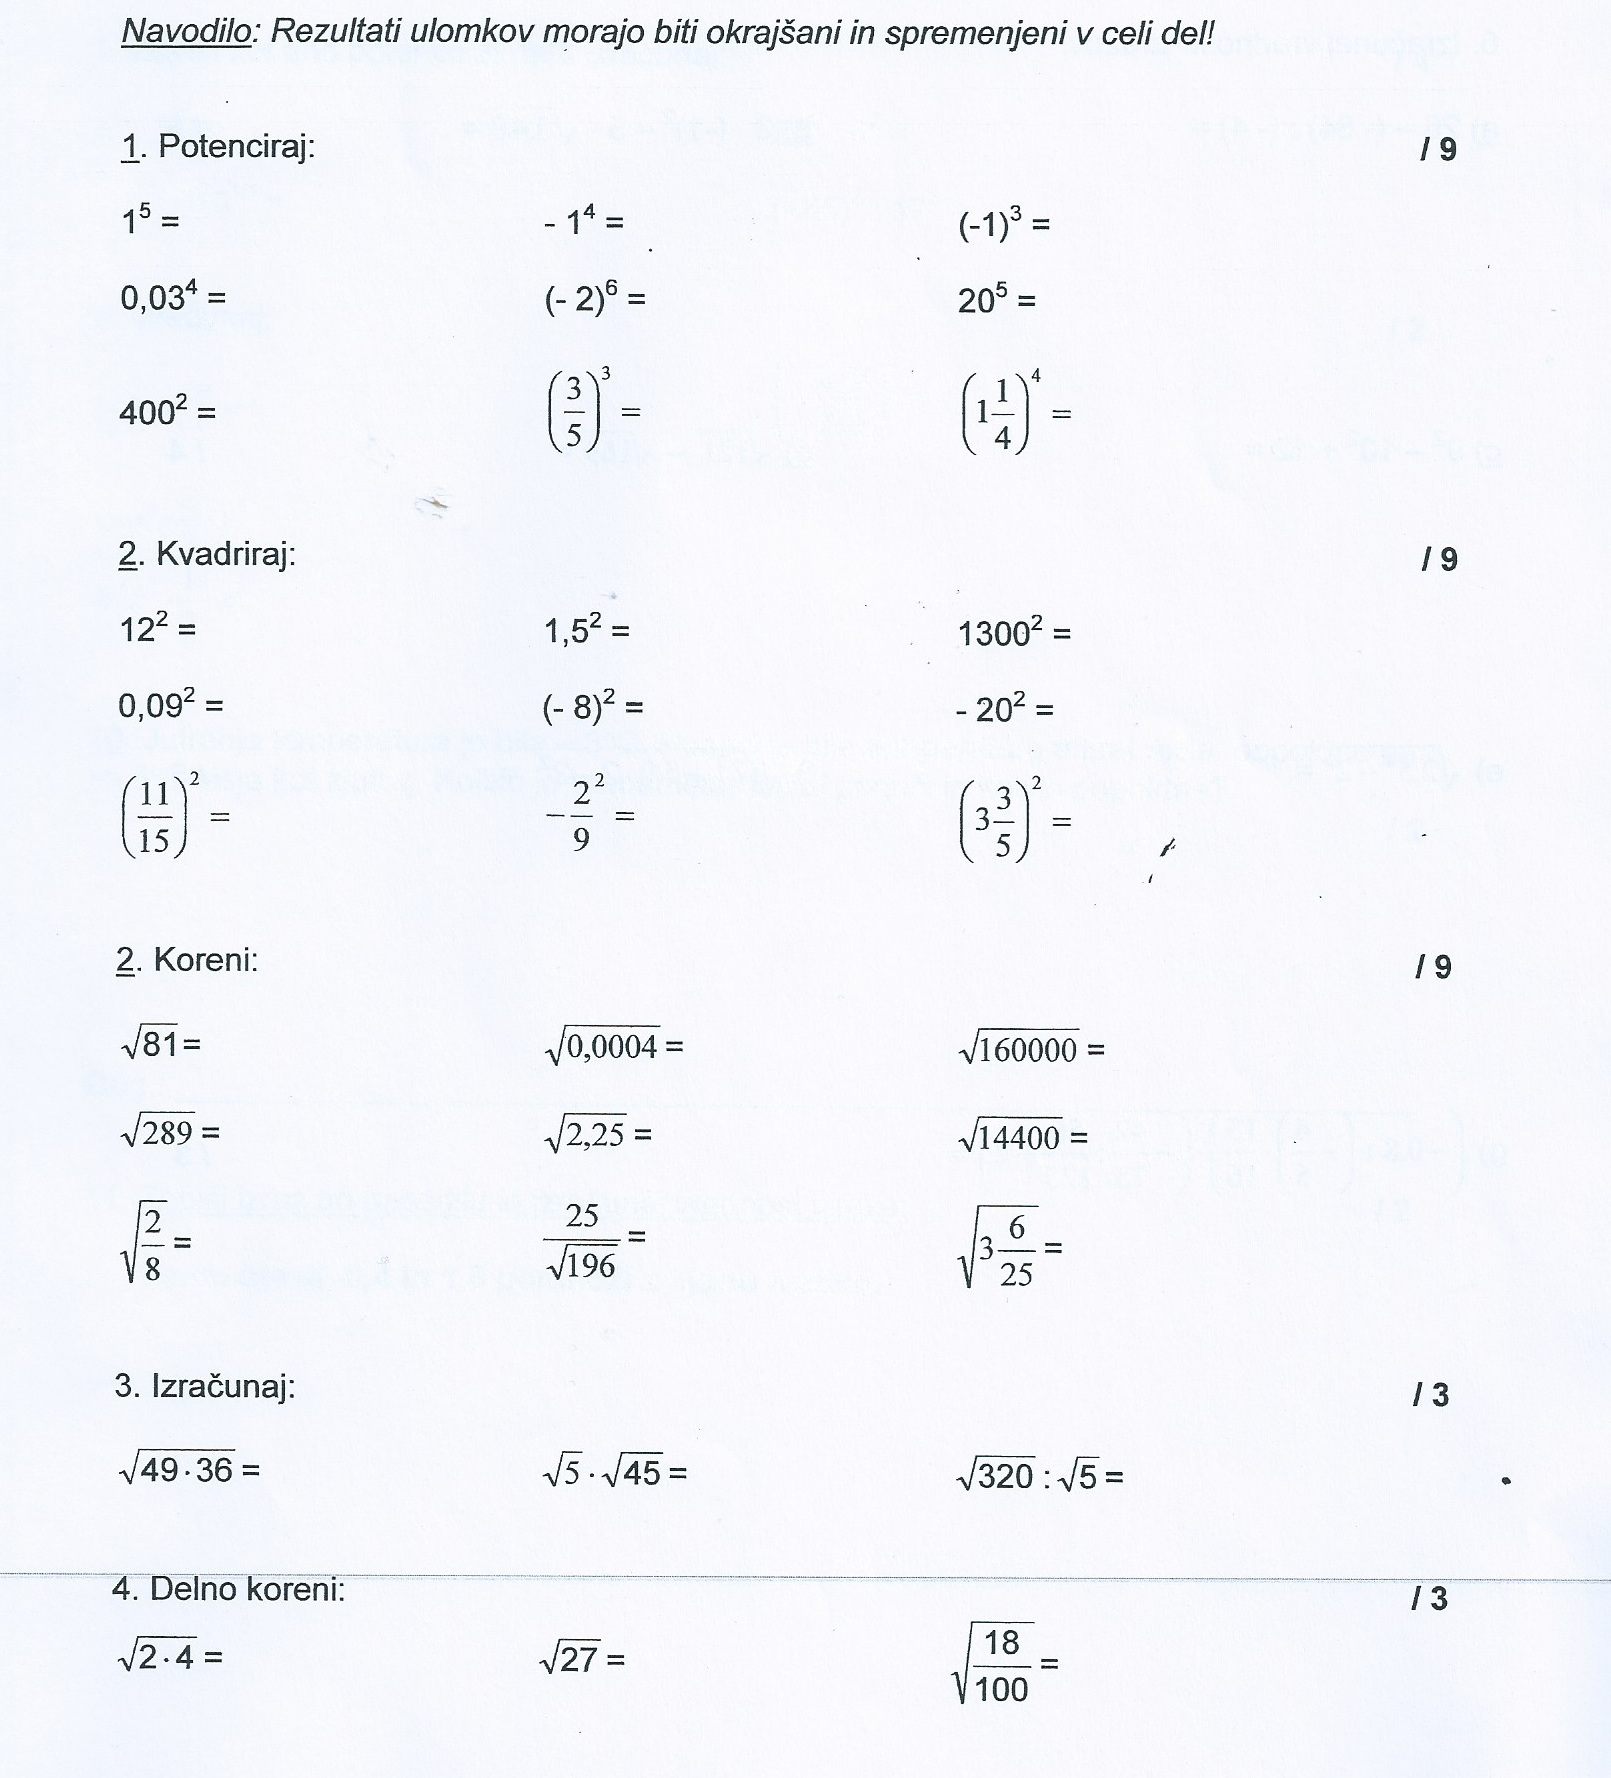 Navodilo: Rezultati ulomkov morajo biti okrajšani in spremenjeni v celi del!
1. Potenciraj: / 9
1⁵ = - 1⁴ = (-1)³ =
0,03⁴ = (- 2)⁶ = 20⁵ =
400² = (3/5)³ = (1 1/4)⁴ =
2. Kvadriraj: / 9
12² = 1,5² = 1300² =
0,09² = (- 8)² = - 20² =
(11/15)² = -2²/9 = (3 3/5)² =
2. Koreni: / 9
√81 = √0,0004 = √160000 =
√289 = √2,25 = √14400 =
√(2/8) = 25/√196 = √(3 6/25) =
3. Izračunaj: / 3
√(49·36) = √5·√45 = √320 : √5 =
4. Delno koreni: / 3
√(2·4) = √27 = √(18/100) =